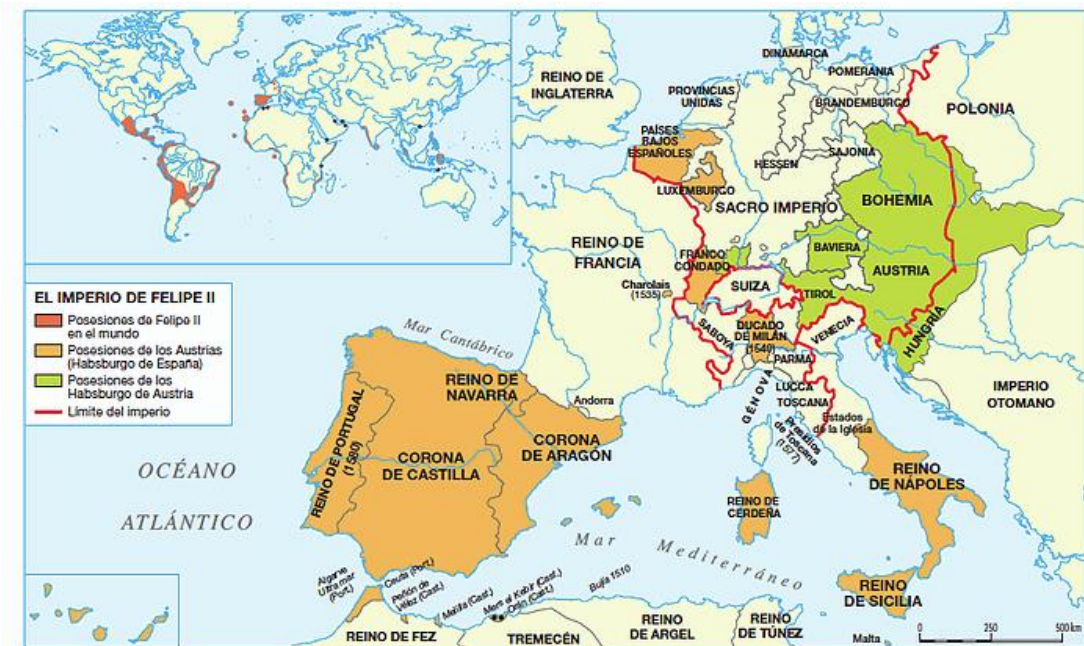 DINAMARCA
POMERANIA
REINO DE
INGLATERRA
PROVINCIAS
UNIDAS
BRANDEMBURGO
POLONIA
PAÍSES
BAJOS
ESPAÑOLES
SAJONIA
HESSEN
LUXEMBURGO
SACRO IMPERIO
BOHEMIA
REINO DE
FRANCIA
BAVIERA
FRANCO
CONDADO
AUSTRIA
Charolais
(1535)
SUIZA
TIROL
EL IMPERIO DE FELIPE II
Posesiones de Felipe II
en el mundo
Posesiones de los Austrias
(Habsburgo de España)
Posesiones de los
Habsburgo de Austria
Límite del imperio
SABOYA
DUCADO
DE MILÁN
(1540)
VENECIA
HUNGRÍA
Mar Cantábrico
PARMA
GÉNOVA
LUCCA
TOSCANA
IMPERIO
OTOMANO
REINO DE
NAVARRA
Andorra
Estados
de la Iglesia
Presidios
de Toscana
(1577)
REINO DE PORTUGAL
(1580)
CORONA
DE CASTILLA
CORONA
DE ARAGÓN
OCÉANO
ATLÁNTICO
REINO
DE NÁPOLES
REINO DE
CERDEÑA
Mar Mediterráneo
Algarve
Ultramar
(Port.)
Ceuta (Port.)
Peñón de
Vélez (Cast.)
Melilla (Cast.)
Mers el Kebir (Cast.)
Orán (Cast.)
Bujía 1510
REINO
DE SICILIA
REINO DE FEZ
TREMECÉN
REINO
DE ARGEL
REINO
DE TÚNEZ
Malta
0 250 500 km